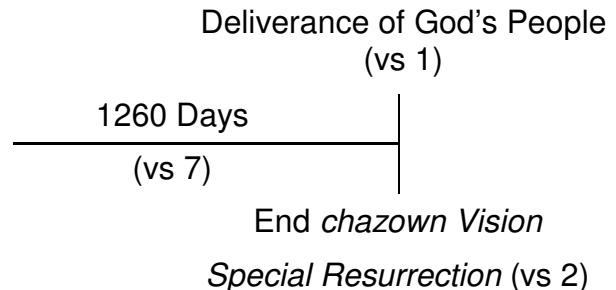 Deliverance of God's People
(vs 1)
1260 Days
(vs 7)
End chazown Vision
Special Resurrection (vs 2)